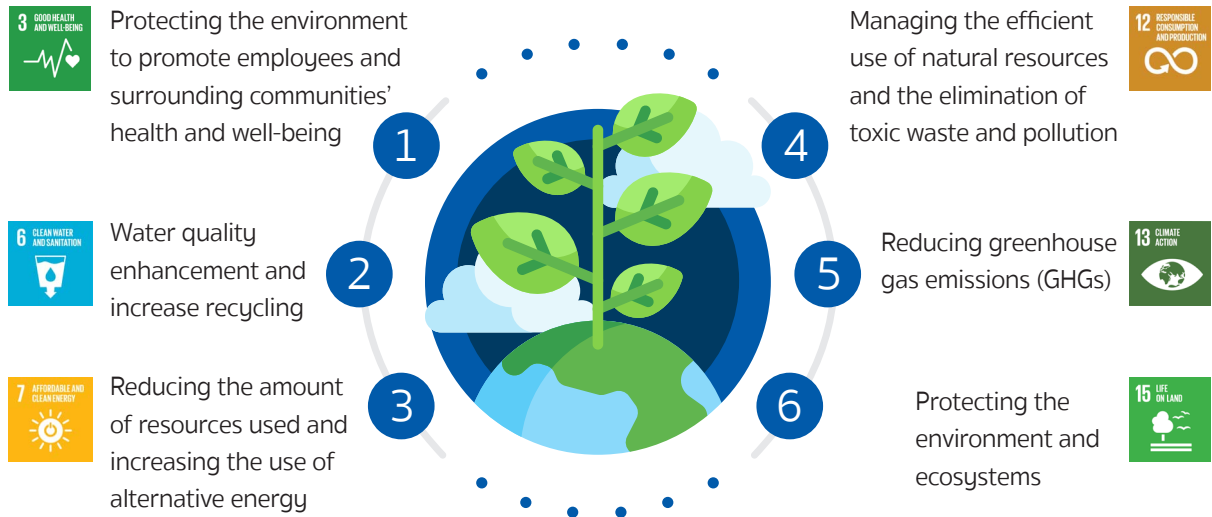 3 GOOD HEALTH
AND WELL-BEING
Protecting the environment
to promote employees and
surrounding communities’
health and well-being
1
6 CLEAN WATER
AND SANITATION
Water quality
enhancement and
increase recycling
2
7 AFFORDABLE AND
CLEAN ENERGY
Reducing the amount
of resources used and
increasing the use of
alternative energy
3
4
Managing the efficient
use of natural resources
and the elimination of
toxic waste and pollution
12 RESPONSIBLE
CONSUMPTION
AND PRODUCTION
5
Reducing greenhouse
gas emissions (GHGs)
13 CLIMATE
ACTION
6
Protecting the
environment and
ecosystems
15 LIFE
ON LAND